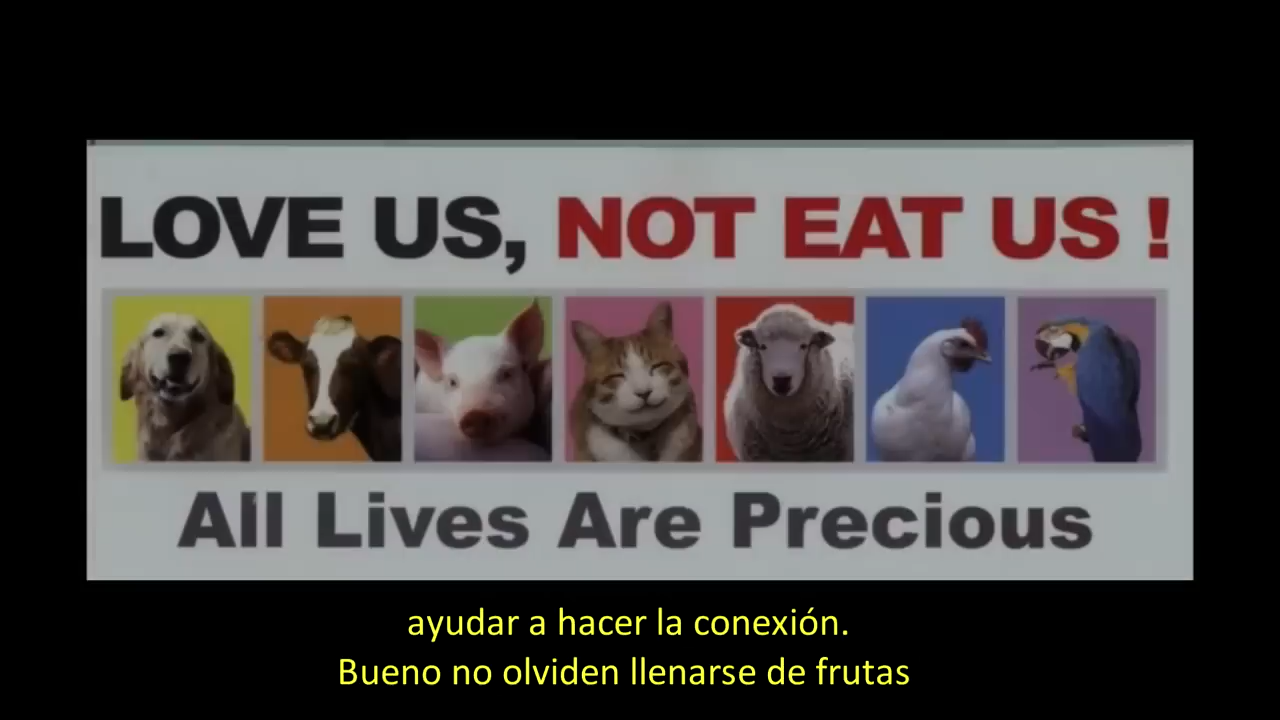 LOVE US, NOT EAT US !
All Lives Are Precious
ayudar a hacer la conexión.
Bueno no olviden llenarse de frutas